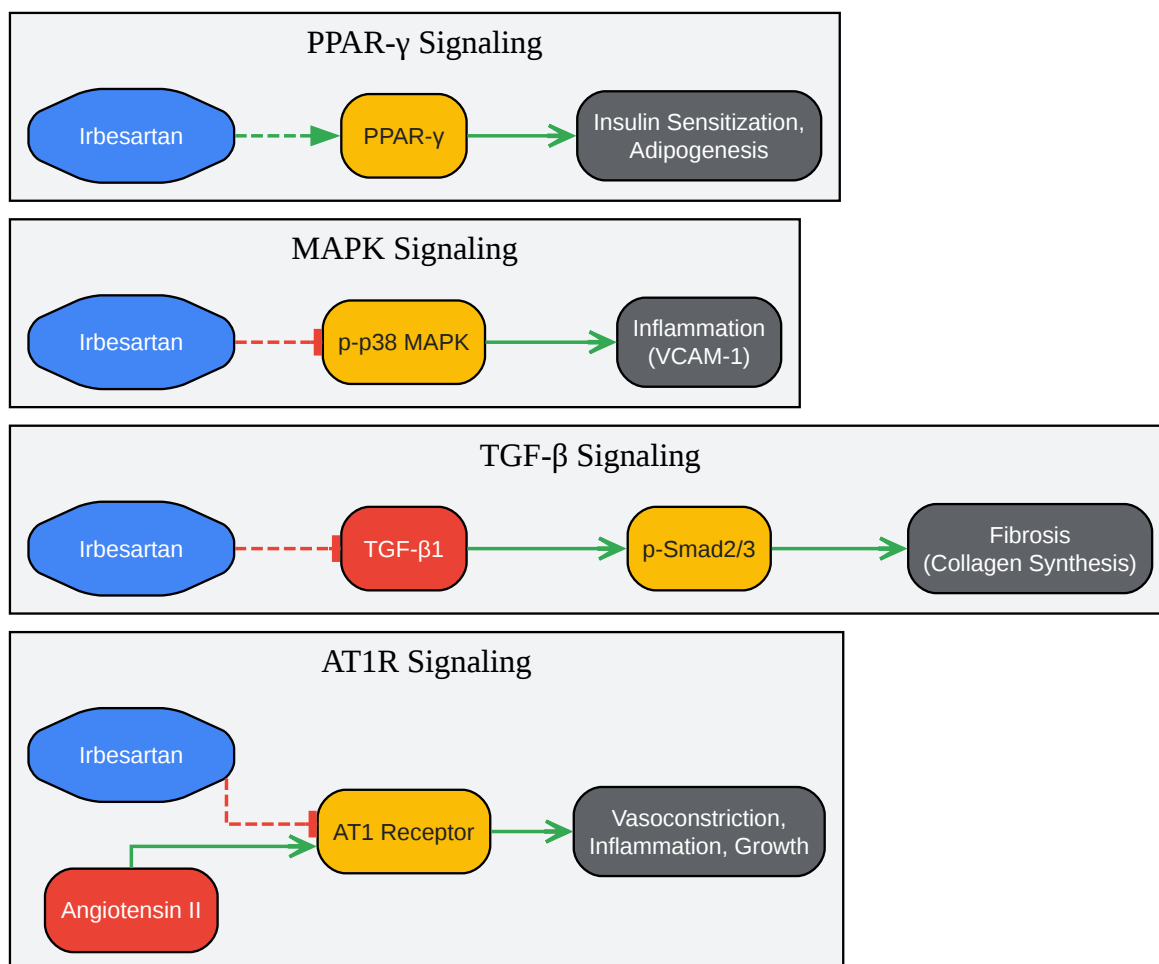 PPAR-γ Signaling
Irbesartan
PPAR-γ
Insulin Sensitization,
Adipogenesis
MAPK Signaling
Irbesartan
p-p38 MAPK
Inflammation
(VCAM-1)
TGF-β Signaling
Irbesartan
TGF-β1
p-Smad2/3
Fibrosis
(Collagen Synthesis)
AT1R Signaling
Irbesartan
AT1 Receptor
Vasoconstriction,
Inflammation, Growth
Angiotensin II